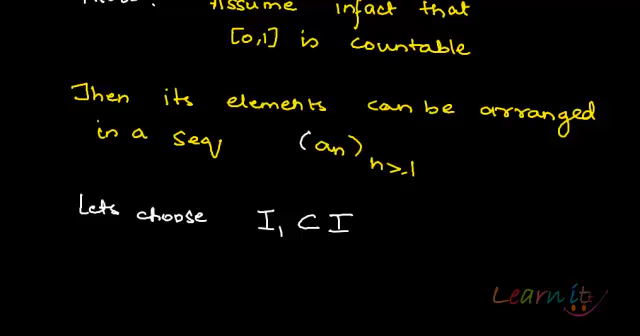 Assume infact that
[0,1] is countable
Then its elements can be arranged
in a seq (an) n>,1
Lets choose I1 ⊂ I
Learnit